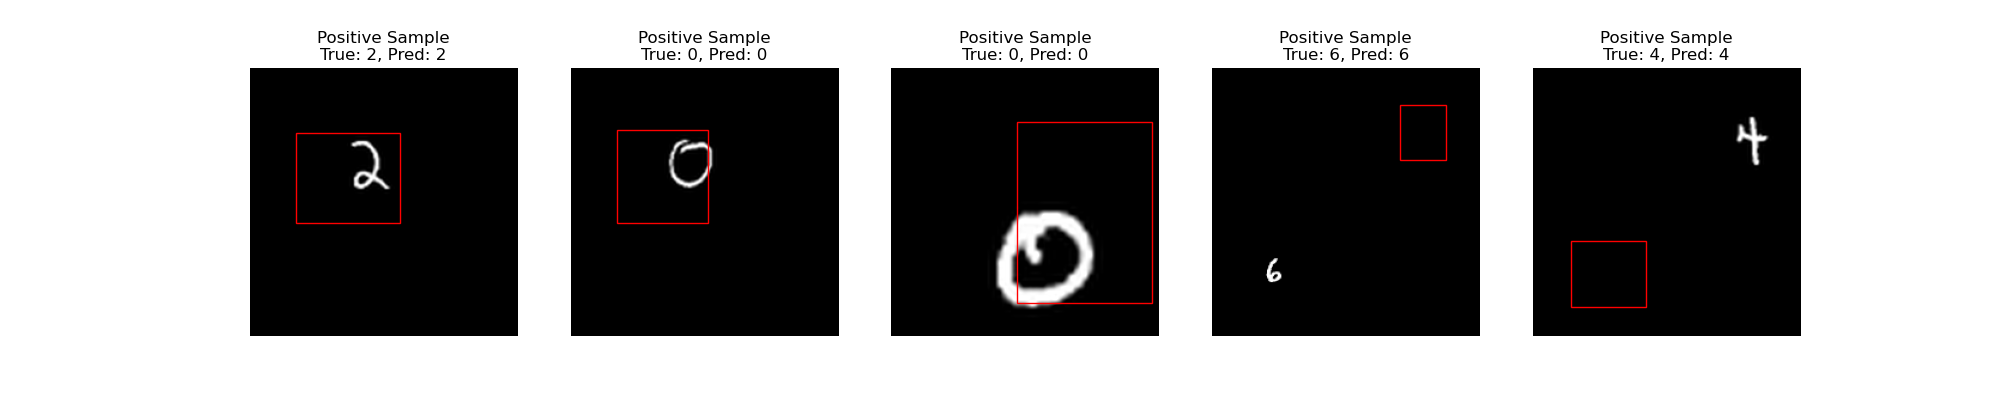 Positive Sample
True: 2, Pred: 2
Positive Sample
True: 0, Pred: 0
Positive Sample
True: 0, Pred: 0
Positive Sample
True: 6, Pred: 6
Positive Sample
True: 4, Pred: 4
2
0
0
6
4